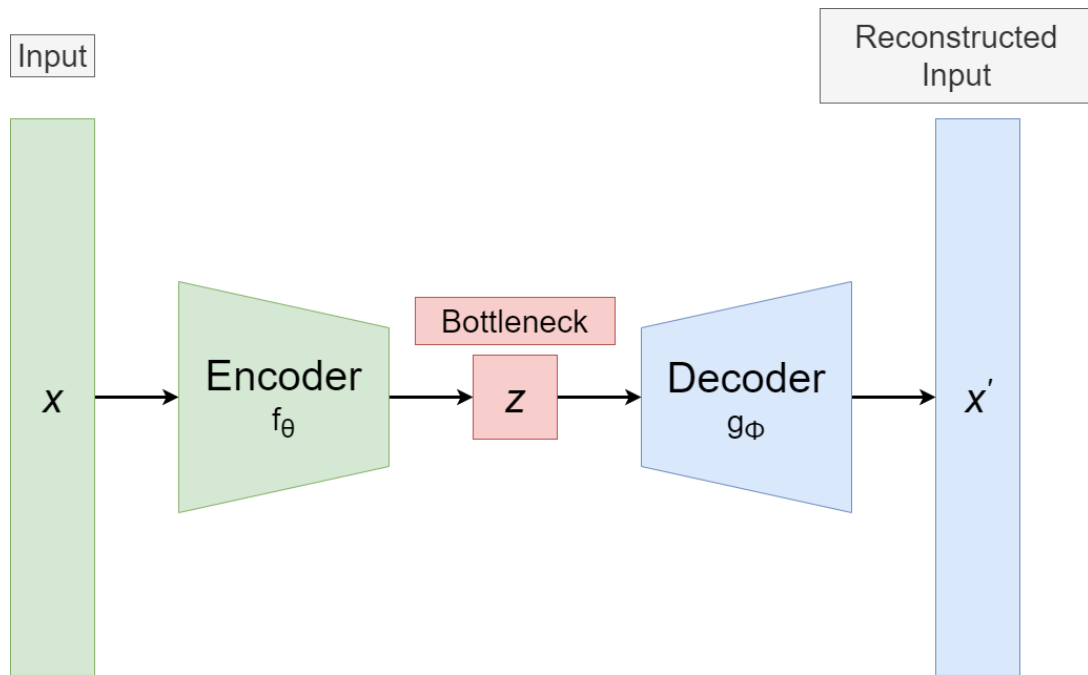 Input
Reconstructed
Input
x
Encoder
fθ
Bottleneck
z
Decoder
gΦ
x'